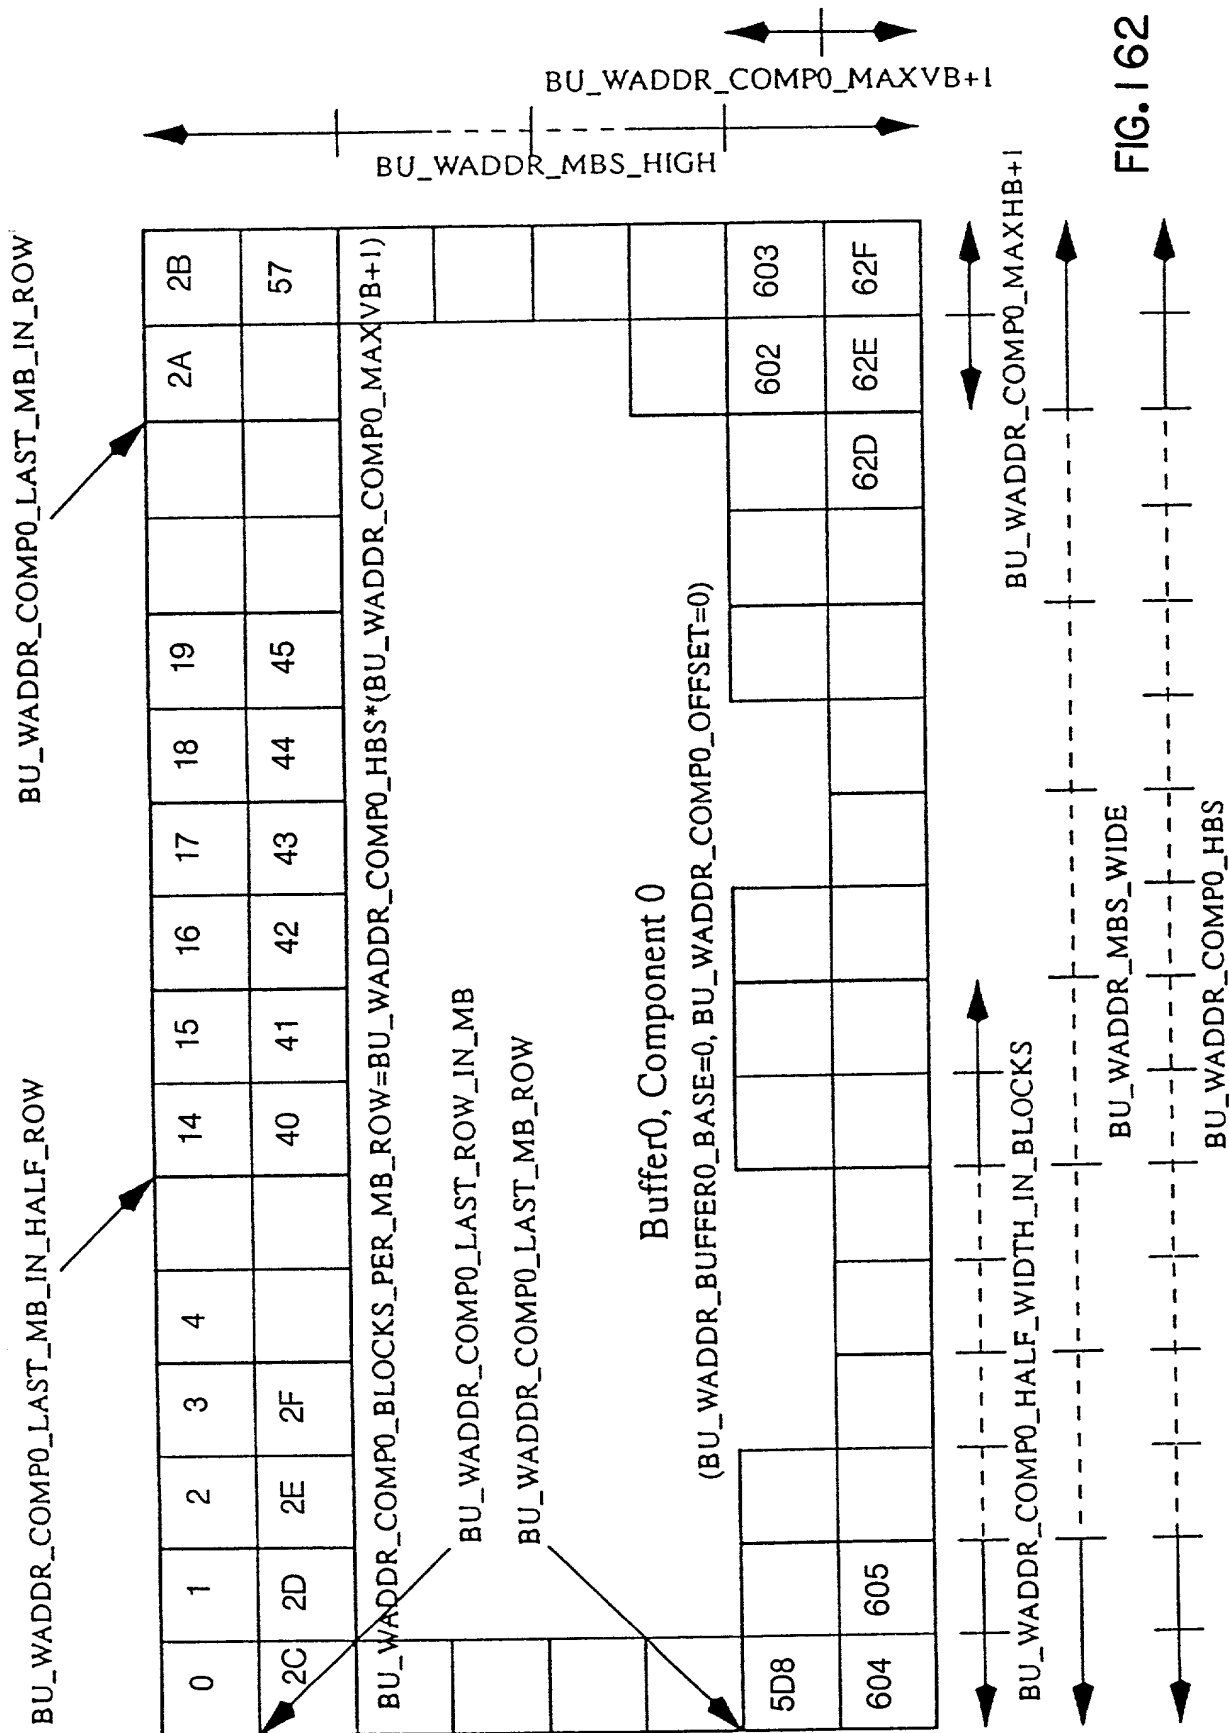 BU_WADDR_COMP0_LAST_MB_IN_HALF_ROW
BU_WADDR_COMP0_LAST_MB_IN_ROW
0 1 2 3 4 14 15 16 17 18 19 2A 2B
2C 2D 2E 2F 40 41 42 43 44 45 57
BU_WADDR_COMP0_BLOCKS_PER_MB_ROW=BU_WADDR_COMP0_HBS*(BU_WADDR_COMP0_MAXVB+1)
BU_WADDR_COMP0_LAST_ROW_IN_MB
BU_WADDR_COMP0_LAST_MB_ROW
Buffer0, Component 0
(BU_WADDR_BUFFER0_BASE=0, BU_WADDR_COMP0_OFFSET=0)
5D8 602 603
604 605 62D 62E 62F
BU_WADDR_MBS_HIGH
BU_WADDR_COMP0_MAXVB+1
BU_WADDR_COMP0_HALF_WIDTH_IN_BLOCKS
BU_WADDR_COMP0_MAXHB+1
BU_WADDR_MBS_WIDE
BU_WADDR_COMP0_HBS
FIG.162